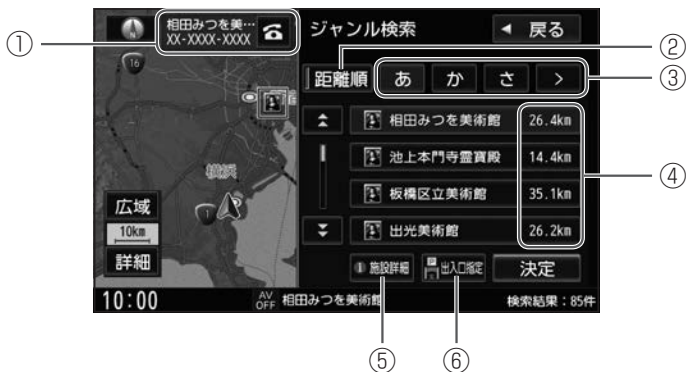 ① 相田みつを美… ジャンル検索 ◀ 戻る
XX-XXXX-XXXX ②
16 距離順 あ か さ > ③
相田みつを美術館 26.4km
池上本門寺霊寶殿 14.4km
横浜
板橋区立美術館 35.1km ④
広域 1
10km 出光美術館 26.2km
詳細 施設詳細 出入口指定 決定
10:00 AV OFF 相田みつを美術館 検索結果：85件
⑤ ⑥